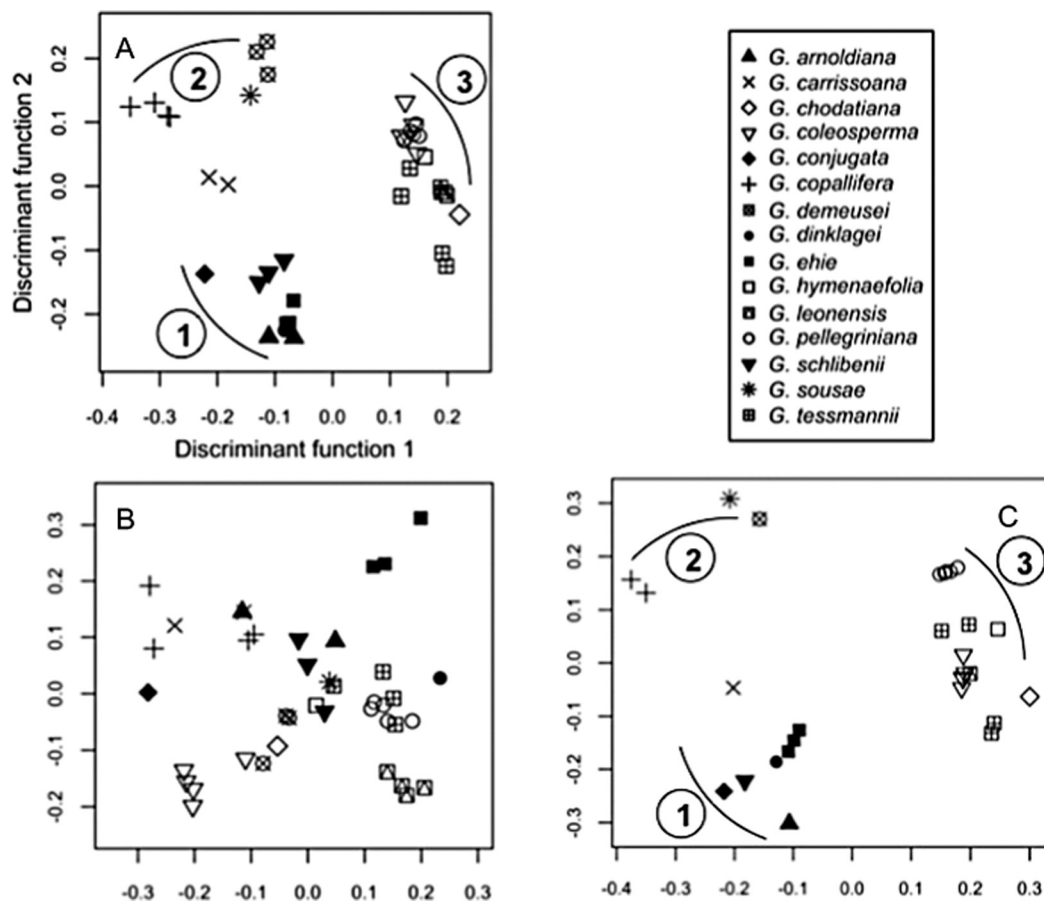 A
Discriminant function 2
0.2
0.1
0.0
-0.1
-0.2
2
3
1
-0.4 -0.3 -0.2 -0.1 0.0 0.1 0.2
Discriminant function 1
G. arnoldiana
G. carrissoana
G. chodatiana
G. coleosperma
G. conjugata
G. copallifera
G. demeusei
G. dinklagei
G. ehie
G. hymenaefolia
G. leonensis
G. pellegriniana
G. schlibenii
G. sousae
G. tessmannii
B
0.3
0.2
0.1
0.0
-0.1
-0.2
-0.3 -0.2 -0.1 0.0 0.1 0.2 0.3
C
0.3
0.2
0.1
0.0
-0.1
-0.2
-0.3
2
3
1
-0.4 -0.3 -0.2 -0.1 0.0 0.1 0.2 0.3